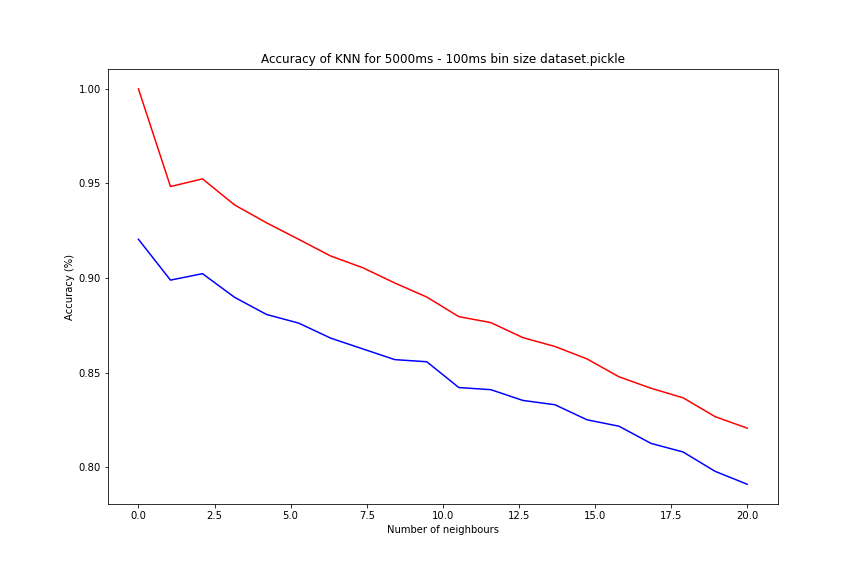 Accuracy of KNN for 5000ms - 100ms bin size dataset.pickle
1.00
0.95
0.90
0.85
0.80
Accuracy (%)
0.0 2.5 5.0 7.5 10.0 12.5 15.0 17.5 20.0
Number of neighbours